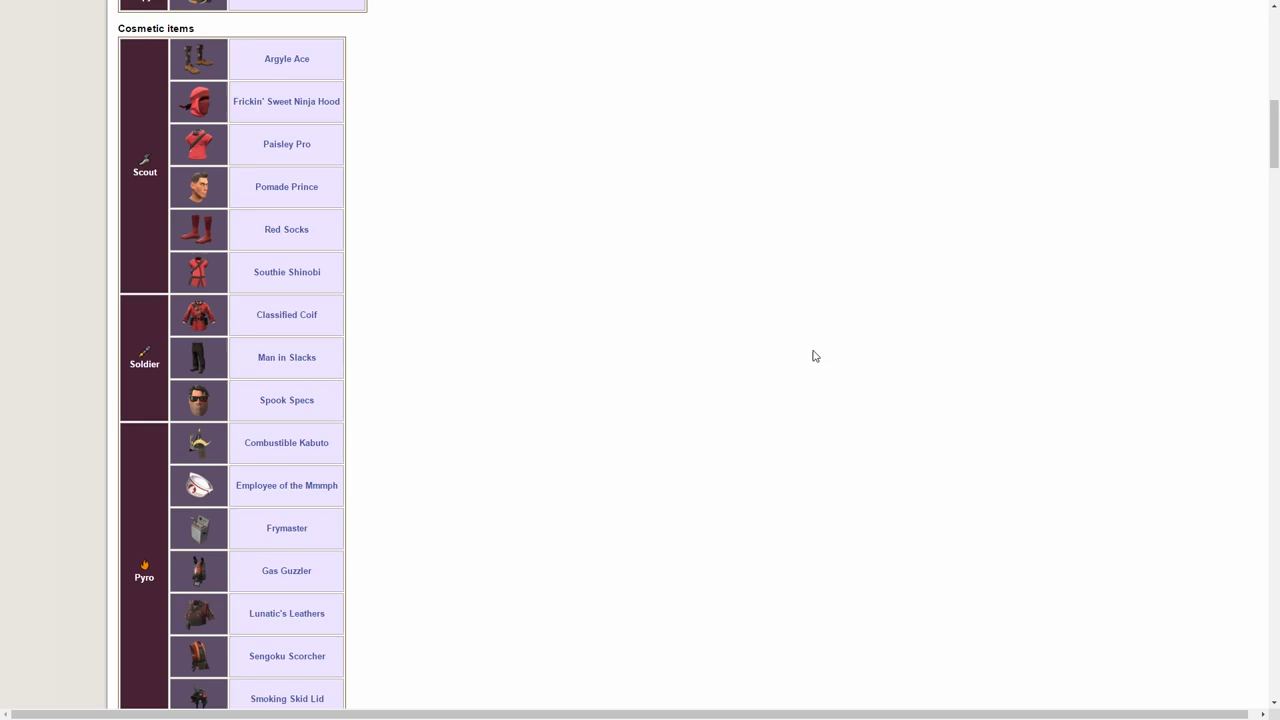 Cosmetic items
Scout
Argyle Ace
Frickin' Sweet Ninja Hood
Paisley Pro
Pomade Prince
Red Socks
Southie Shinobi
Soldier
Classified Coif
Man in Slacks
Spook Specs
Pyro
Combustible Kabuto
Employee of the Mmmph
Frymaster
Gas Guzzler
Lunatic's Leathers
Sengoku Scorcher
Smoking Skid Lid